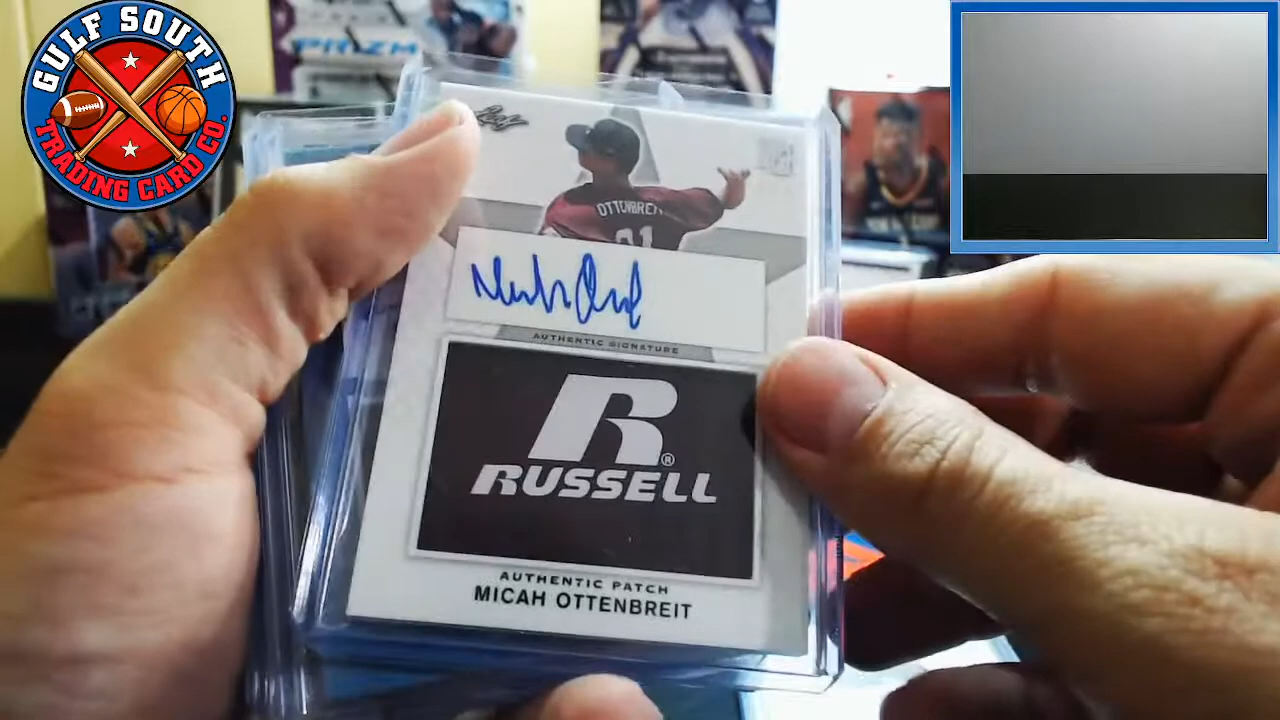 GULF SOUTH
TRADING CARD CO.
PRIZM
Leaf
OTTENBREIT
AUTHENTIC SIGNATURE
R®
RUSSELL
AUTHENTIC PATCH
MICAH OTTENBREIT